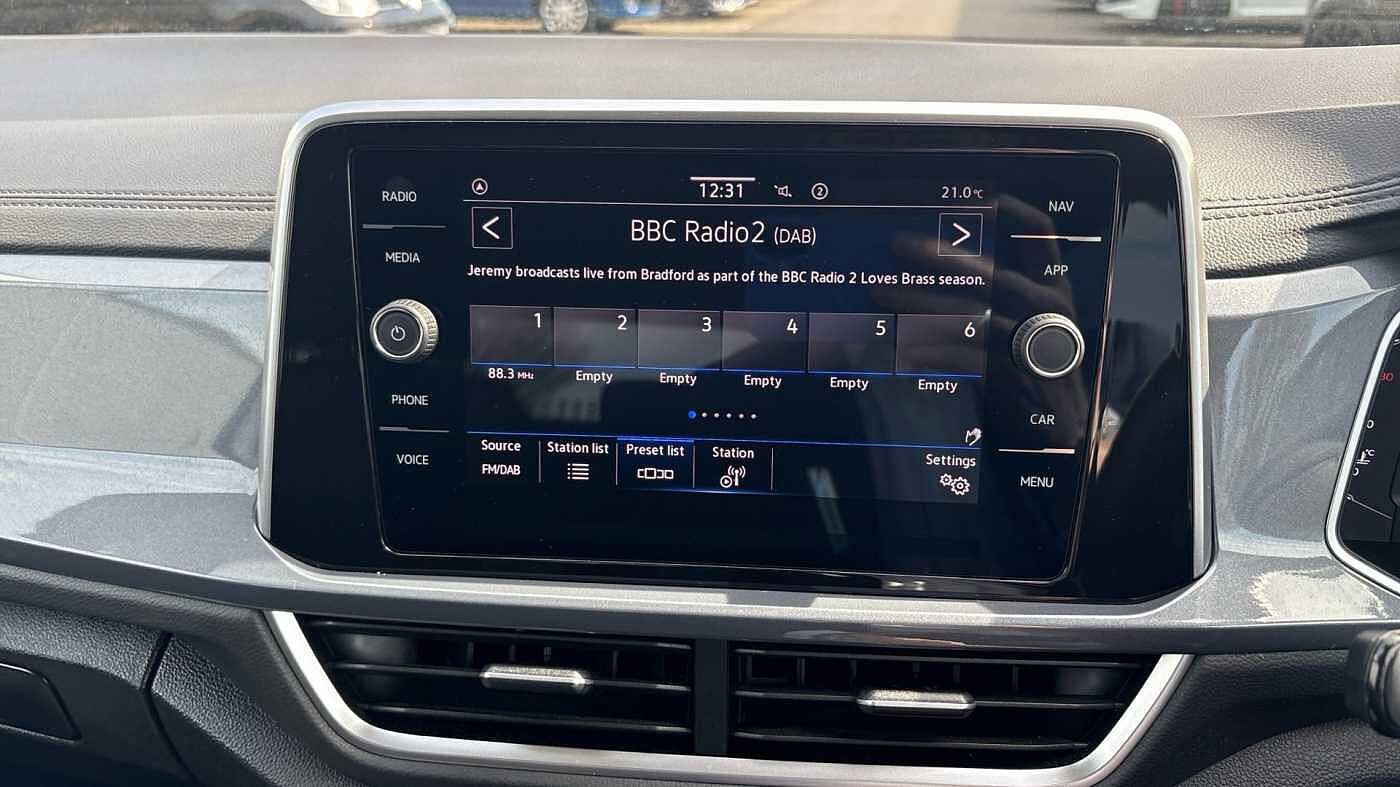 RADIO
MEDIA
PHONE
VOICE
12:31
2
21.0 °C
BBC Radio2 (DAB)
Jeremy broadcasts live from Bradford as part of the BBC Radio 2 Loves Brass season.
1 2 3 4 5 6
88.3 MHz Empty Empty Empty Empty Empty
Source Station list Preset list Station Settings
FM/DAB
NAV
APP
CAR
MENU
30
0
°C